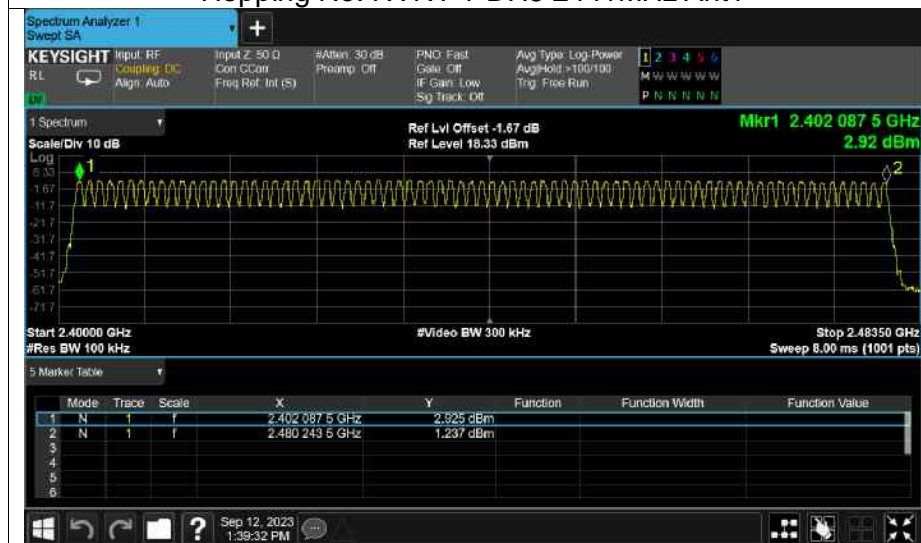 Spectrum Analyzer 1
Swept SA
+
KEYSIGHT Input: RF Input Z: 50 Ω #Atten: 30 dB PNO: Fast Avg Type: Log-Power 1 2 3 4 5 6
RL Coupling: DC Corr CCorr Preamp: Off Gate: Off Avg|Hold: >100/100 M W W W W W
Align: Auto Freq Ref: Int (S) IF Gain: Low Trig: Free Run
Sig Track: Off P N N N N N
1 Spectrum Ref Lvl Offset -1.67 dB Mkr1 2.402 087 5 GHz
Scale/Div 10 dB Ref Level 18.33 dBm 2.92 dBm
Log
8.33
1
2
-1.67
-11.7
-21.7
-31.7
-41.7
-51.7
-61.7
-71.7
Start 2.40000 GHz #Video BW 300 kHz Stop 2.48350 GHz
#Res BW 100 kHz Sweep 8.00 ms (1001 pts)
5 Marker Table
Mode Trace Scale X Y Function Function Width Function Value
1 N 1 f 2.402 087 5 GHz 2.925 dBm
2 N 1 f 2.480 243 5 GHz 1.237 dBm
3
4
5
6
? Sep 12, 2023
1:39:32 PM